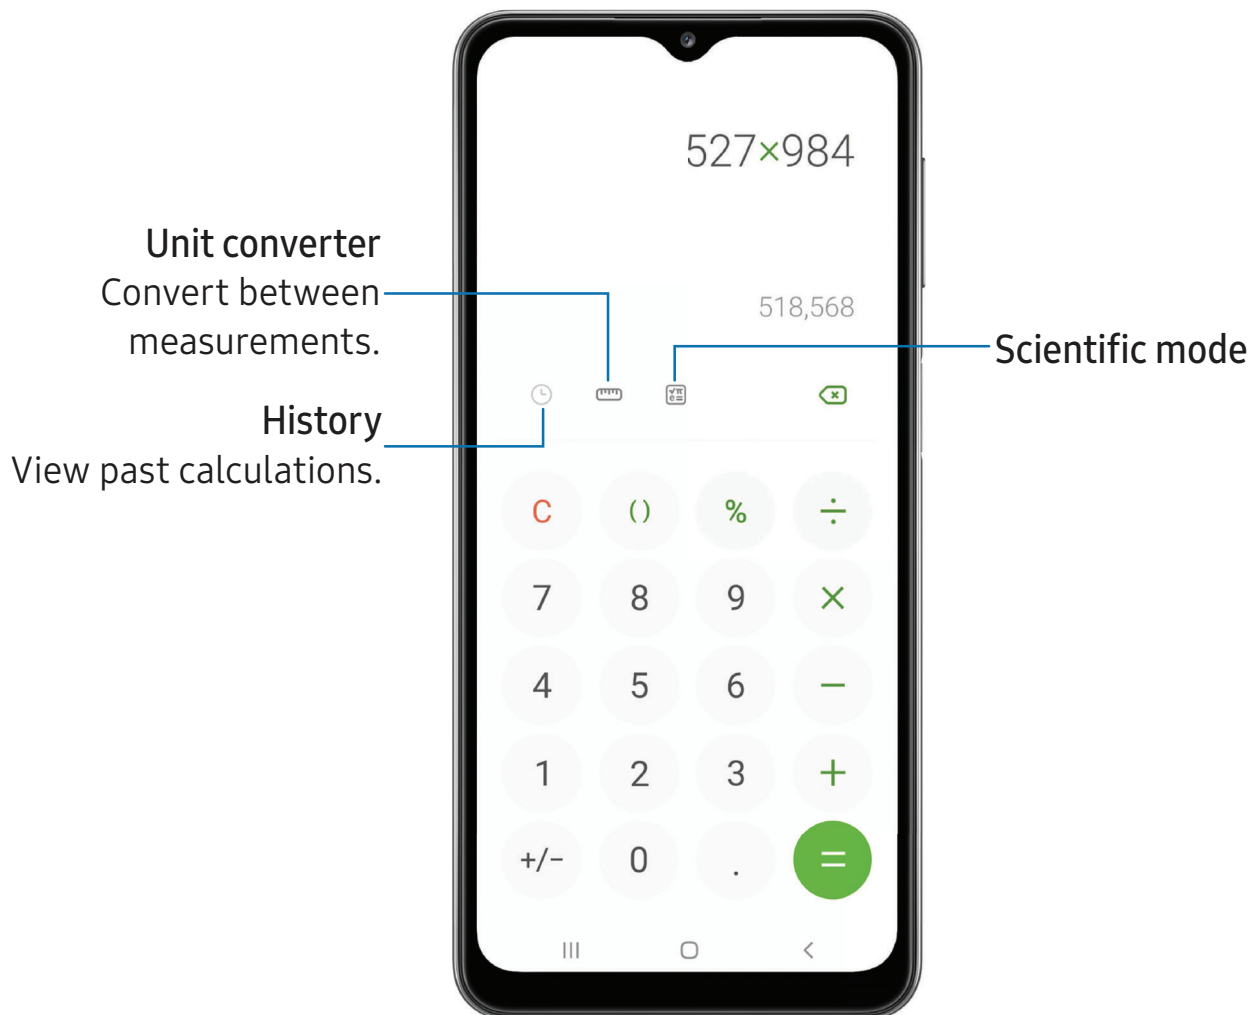 527×984
518,568
Unit converter
Convert between
measurements.
History
View past calculations.
Scientific mode
C () % ÷
7 8 9 ×
4 5 6 −
1 2 3 +
+/− 0 . =